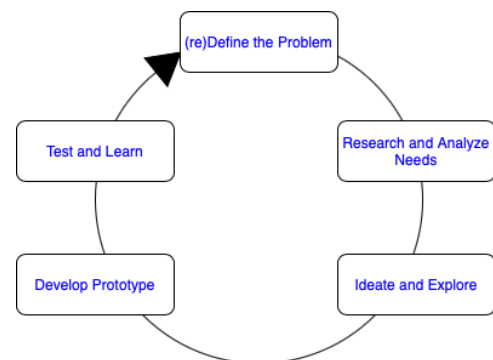 (re)Define the Problem
Research and Analyze
Needs
Ideate and Explore
Develop Prototype
Test and Learn